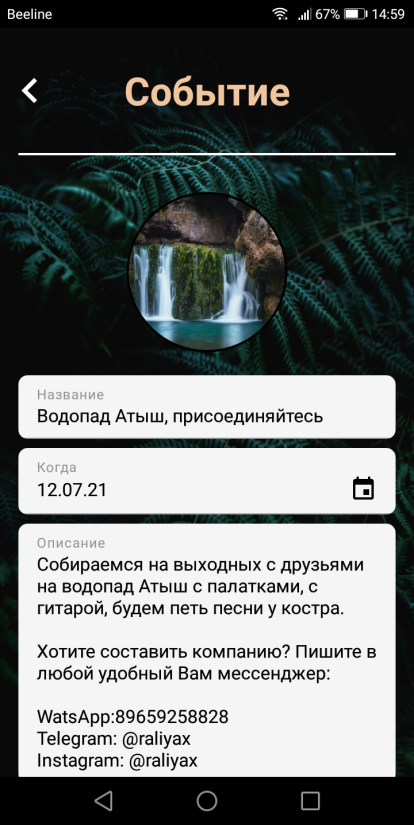 Beeline 67% 14:59
Событие
Название
Водопад Атыш, присоединяйтесь
Когда
12.07.21
Описание
Собираемся на выходных с друзьями
на водопад Атыш с палатками, с
гитарой, будем петь песни у костра.
Хотите составить компанию? Пишите в
любой удобный Вам мессенджер:
WatsApp:89659258828
Telegram: @raliyax
Instagram: @raliyax